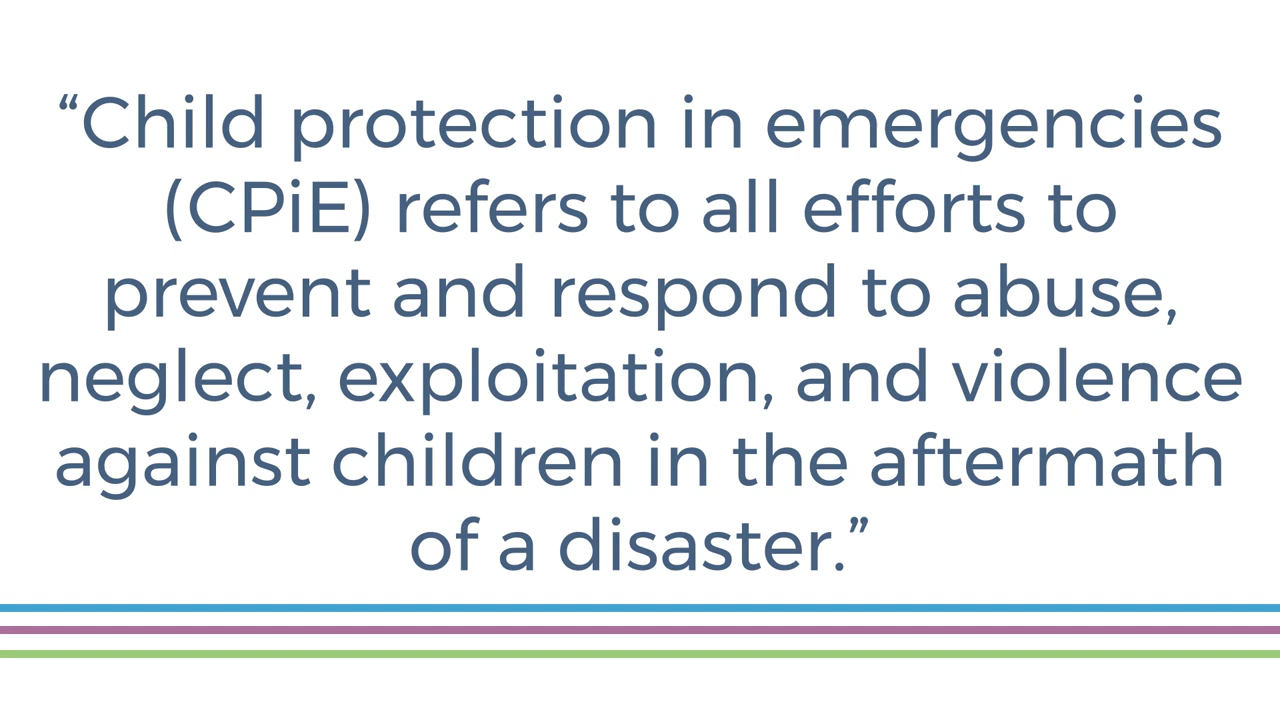 “Child protection in emergencies
(CPiE) refers to all efforts to
prevent and respond to abuse,
neglect, exploitation, and violence
against children in the aftermath
of a disaster.”